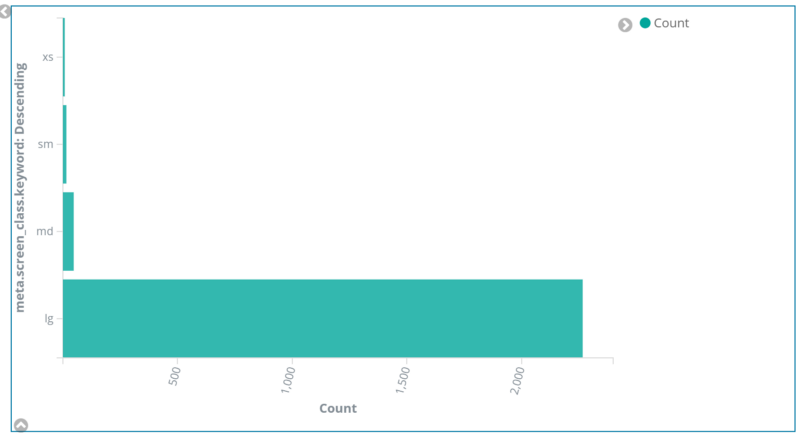 Count
meta.screen_class.keyword: Descending
xs
sm
md
lg
500
1,000
1,500
2,000
Count